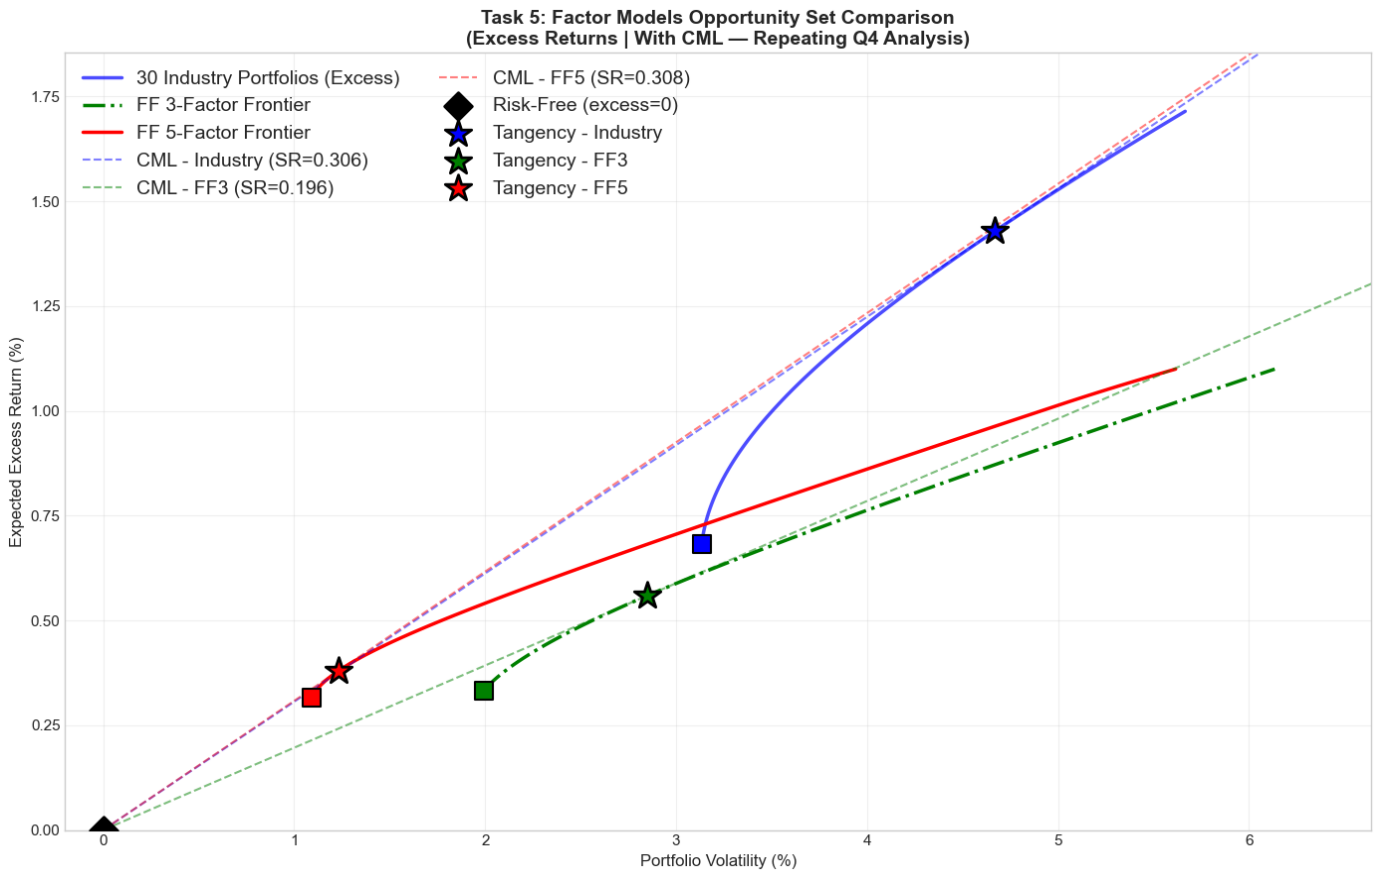 Task 5: Factor Models Opportunity Set Comparison
(Excess Returns | With CML — Repeating Q4 Analysis)
30 Industry Portfolios (Excess)
FF 3-Factor Frontier
FF 5-Factor Frontier
CML - Industry (SR=0.306)
CML - FF3 (SR=0.196)
CML - FF5 (SR=0.308)
Risk-Free (excess=0)
Tangency - Industry
Tangency - FF3
Tangency - FF5
Expected Excess Return (%)
1.75
1.50
1.25
1.00
0.75
0.50
0.25
0.00
0 1 2 3 4 5 6
Portfolio Volatility (%)